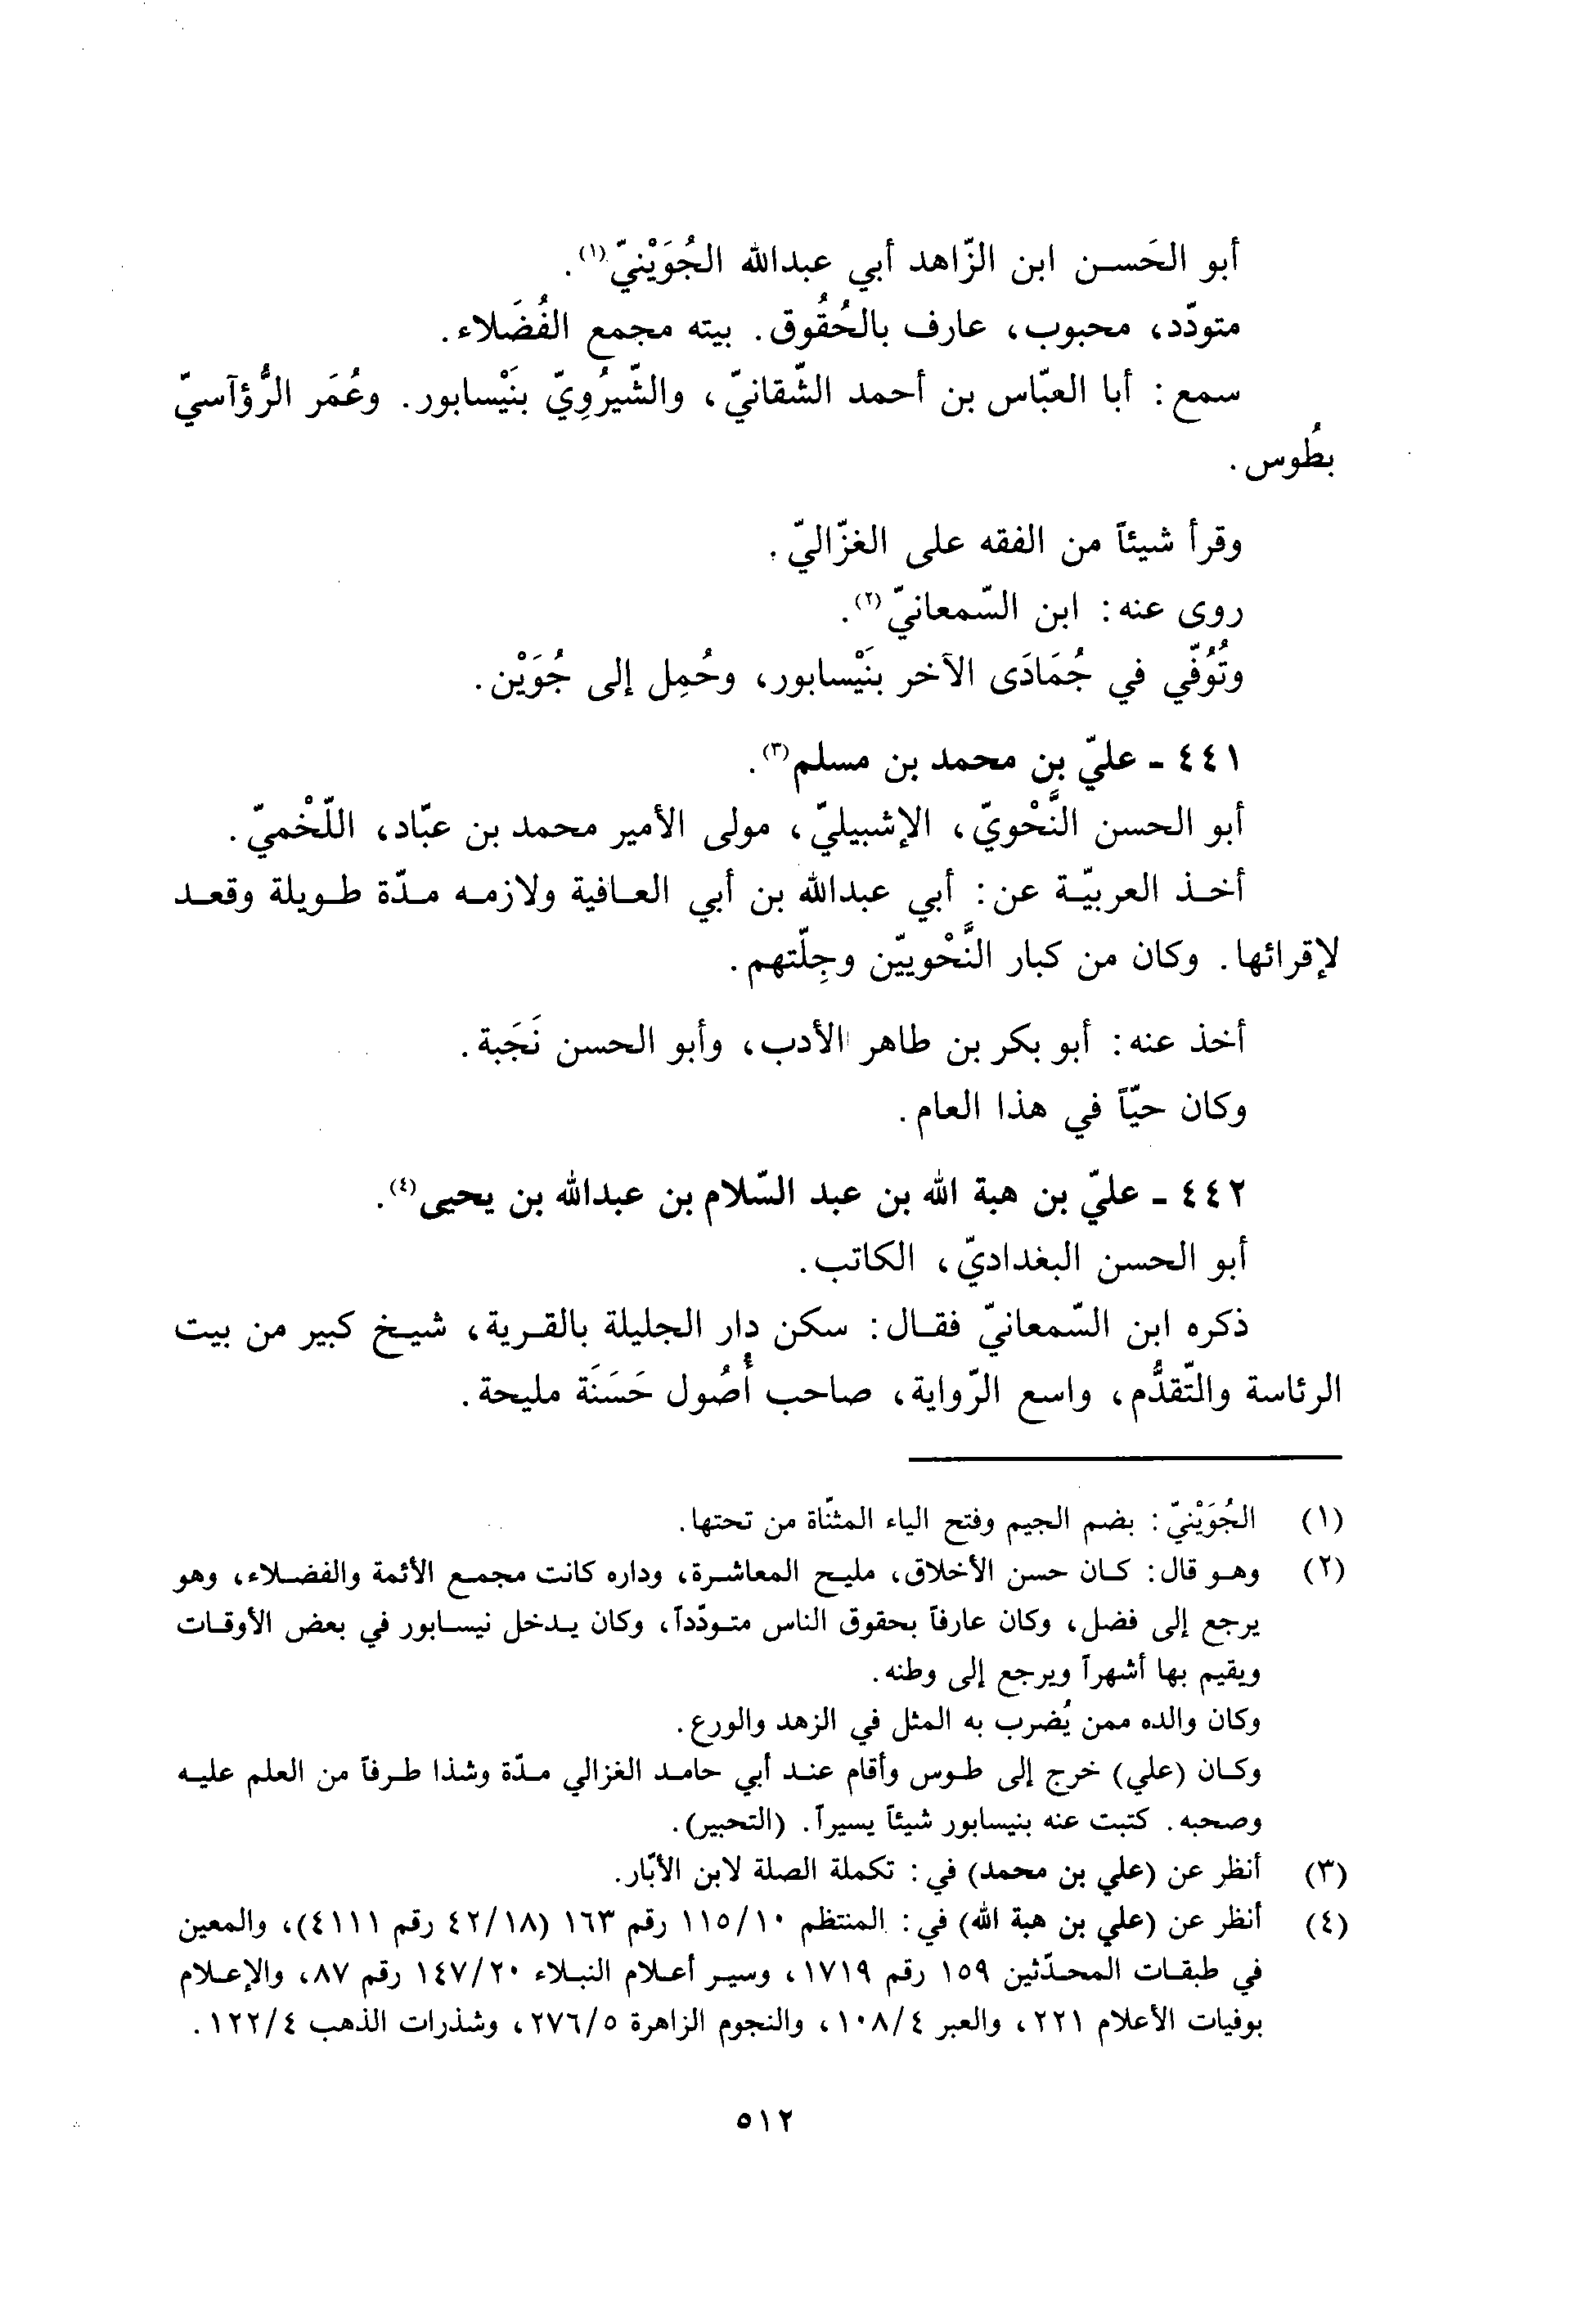 أبو الحَسن ابن الزّاهد أبي عبدالله الجُوَيْنيّ(١).
متودّد، محبوب، عارف بالحُقُوق. بيته مجمع الفُضَلاء.
سمع: أبا العبّاس بن أحمد الشّقانيّ، والشّيرُوِيّ بنَيْسابور. وعُمَر الرُّؤآسيّ
بطُوس.
وقرأ شيئاً من الفقه على الغزّاليّ.
روى عنه: ابن السّمعانيّ(٢).
وتُوُفّي في جُمَادَى الآخر بنَيْسابور، وحُمِل إلى جُوَيْن.
٤٤١ - عليّ بن محمد بن مسلم(٣).
أبو الحسن النَّحْويّ، الإشبيليّ، مولى الأمير محمد بن عبّاد، اللّخْميّ.
أخذ العربيّة عن: أبي عبدالله بن أبي العافية ولازمه مدّة طويلة وقعد
لإقرائها. وكان من كبار النَّحْوييّن وجِلّتهم.
أخذ عنه: أبو بكر بن طاهر الأدب، وأبو الحسن نَجَبة.
وكان حيّاً في هذا العام.
٤٤٢ - عليّ بن هبة الله بن عبد السّلام بن عبدالله بن يحيى(٤).
أبو الحسن البغداديّ، الكاتب.
ذكره ابن السّمعانيّ فقال: سكن دار الجليلة بالقرية، شيخ كبير من بيت
الرئاسة والتّقدُّم، واسع الرّواية، صاحب أُصُول حَسَنَة مليحة.
(١) الجُوَيْنيّ: بضم الجيم وفتح الياء المثنّاة من تحتها.
(٢) وهو قال: كان حسن الأخلاق، مليح المعاشرة، وداره كانت مجمع الأئمة والفضلاء، وهو
يرجع إلى فضل، وكان عارفاً بحقوق الناس متودّداً، وكان يدخل نيسابور في بعض الأوقات
ويقيم بها أشهراً ويرجع إلى وطنه.
وكان والده ممن يُضرب به المثل في الزهد والورع.
وكان (علي) خرج إلى طوس وأقام عند أبي حامد الغزالي مدّة وشذا طرفاً من العلم عليه
وصحبه. كتبت عنه بنيسابور شيئاً يسيراً. (التحبير).
(٣) أنظر عن (علي بن محمد) في: تكملة الصلة لابن الأبّار.
(٤) أنظر عن (علي بن هبة الله) في: المنتظم ١١٥/١٠ رقم ١٦٣ (٤٢/١٨ رقم ٤١١١)، والمعين
في طبقات المحدّثين ١٥٩ رقم ١٧١٩، وسير أعلام النبلاء ١٤٧/٢٠ رقم ٨٧، والإعلام
بوفيات الأعلام ٢٢١، والعبر ١٠٨/٤، والنجوم الزاهرة ٢٧٦/٥، وشذرات الذهب ١٢٢/٤.
٥١٢